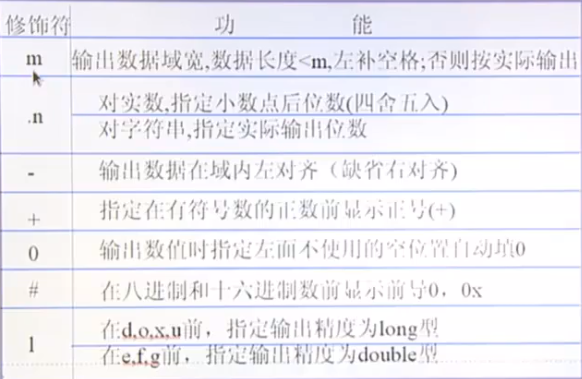 修饰符 功 能
m 输出数据域宽,数据长度<m,左补空格;否则按实际输出
.n 对实数,指定小数点后位数(四舍五入)
对字符串,指定实际输出位数
- 输出数据在域内左对齐（缺省右对齐)
+ 指定在有符号数的正数前显示正号(+)
0 输出数值时指定左面不使用的空位置自动填0
# 在八进制和十六进制数前显示前导0，0x
l 在d,o,x,u前，指定输出精度为long型
在e,f,g前，指定输出精度为double型